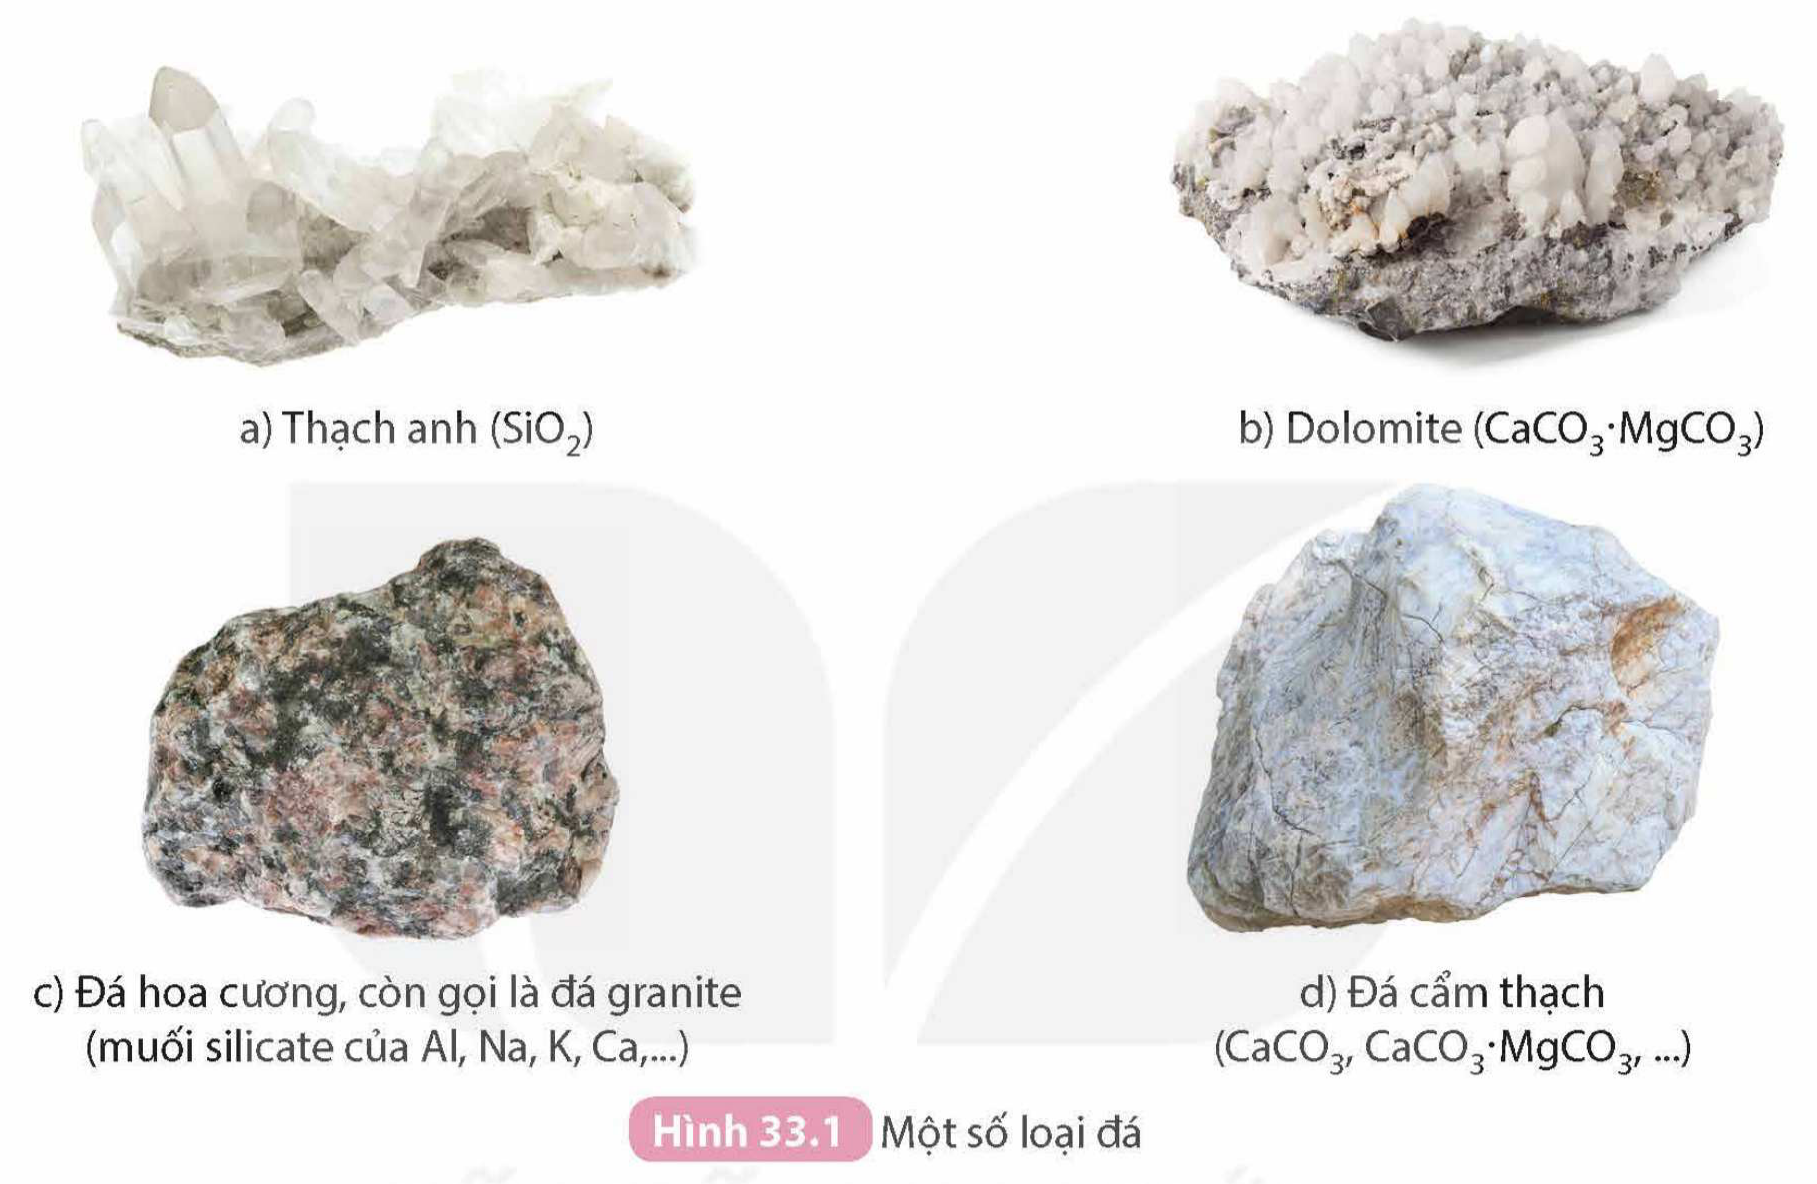 a) Thạch anh (SiO₂)
b) Dolomite (CaCO₃·MgCO₃)
c) Đá hoa cương, còn gọi là đá granite
(muối silicate của Al, Na, K, Ca,...)
d) Đá cẩm thạch
(CaCO₃, CaCO₃·MgCO₃, ...)
Hình 33.1 Một số loại đá